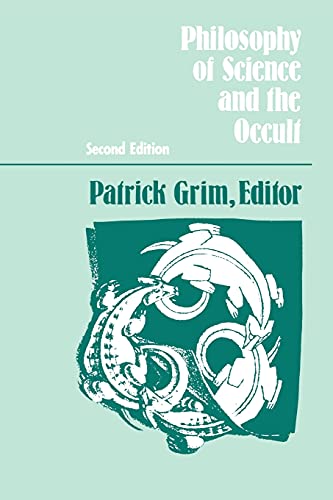 Philosophy
of Science
and the
Occult
Second Edition
Patrick Grim, Editor